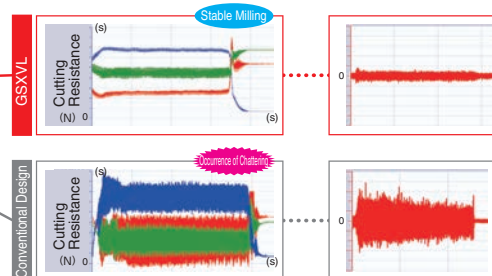 Stable Milling
GSXVL
Cutting
Resistance
(N)
(s)
0
(s)
0
Occurrence of Chattering
Conventional Design
Cutting
Resistance
(N)
(s)
0
(s)
0